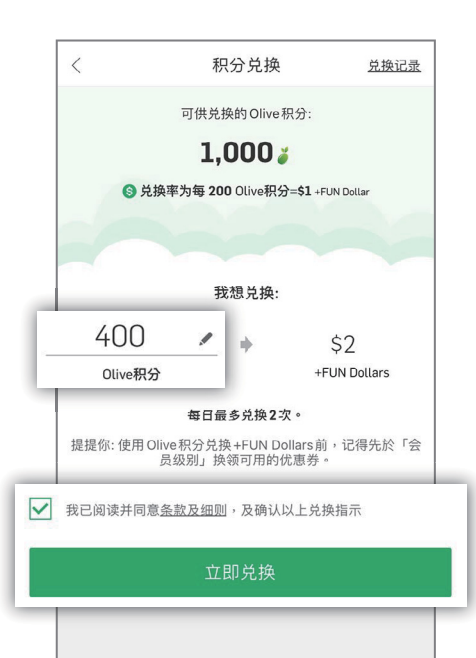 积分兑换
兑换记录
可供兑换的Olive积分:
1,000
兑换率为每 200 Olive积分=$1 +FUN Dollar
我想兑换:
400
$2
Olive积分
+FUN Dollars
每日最多兑换2次。
提提你: 使用Olive积分兑换+FUN Dollars前，记得先於「会
员级别」换领可用的优惠券。
我已阅读并同意条款及细则，及确认以上兑换指示
立即兑换